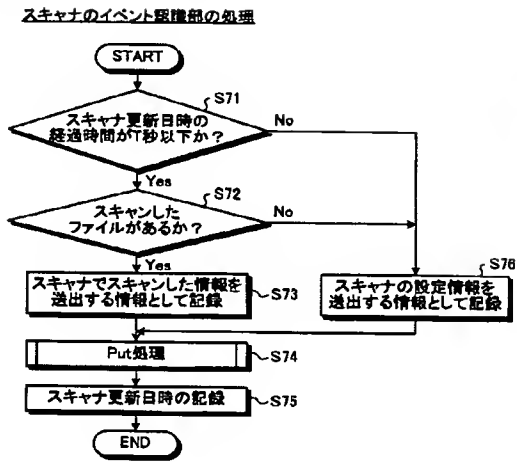 スキャナのイベント認識部の処理
START
S71
スキャナ更新日時の
経過時間がT秒以下か?
No
Yes
S72
スキャンした
ファイルがあるか?
No
Yes
スキャナでスキャンした情報を
送出する情報として記録
S73
S76
スキャナの設定情報を
送出する情報として記録
Put処理
S74
スキャナ更新日時の記録
S75
END